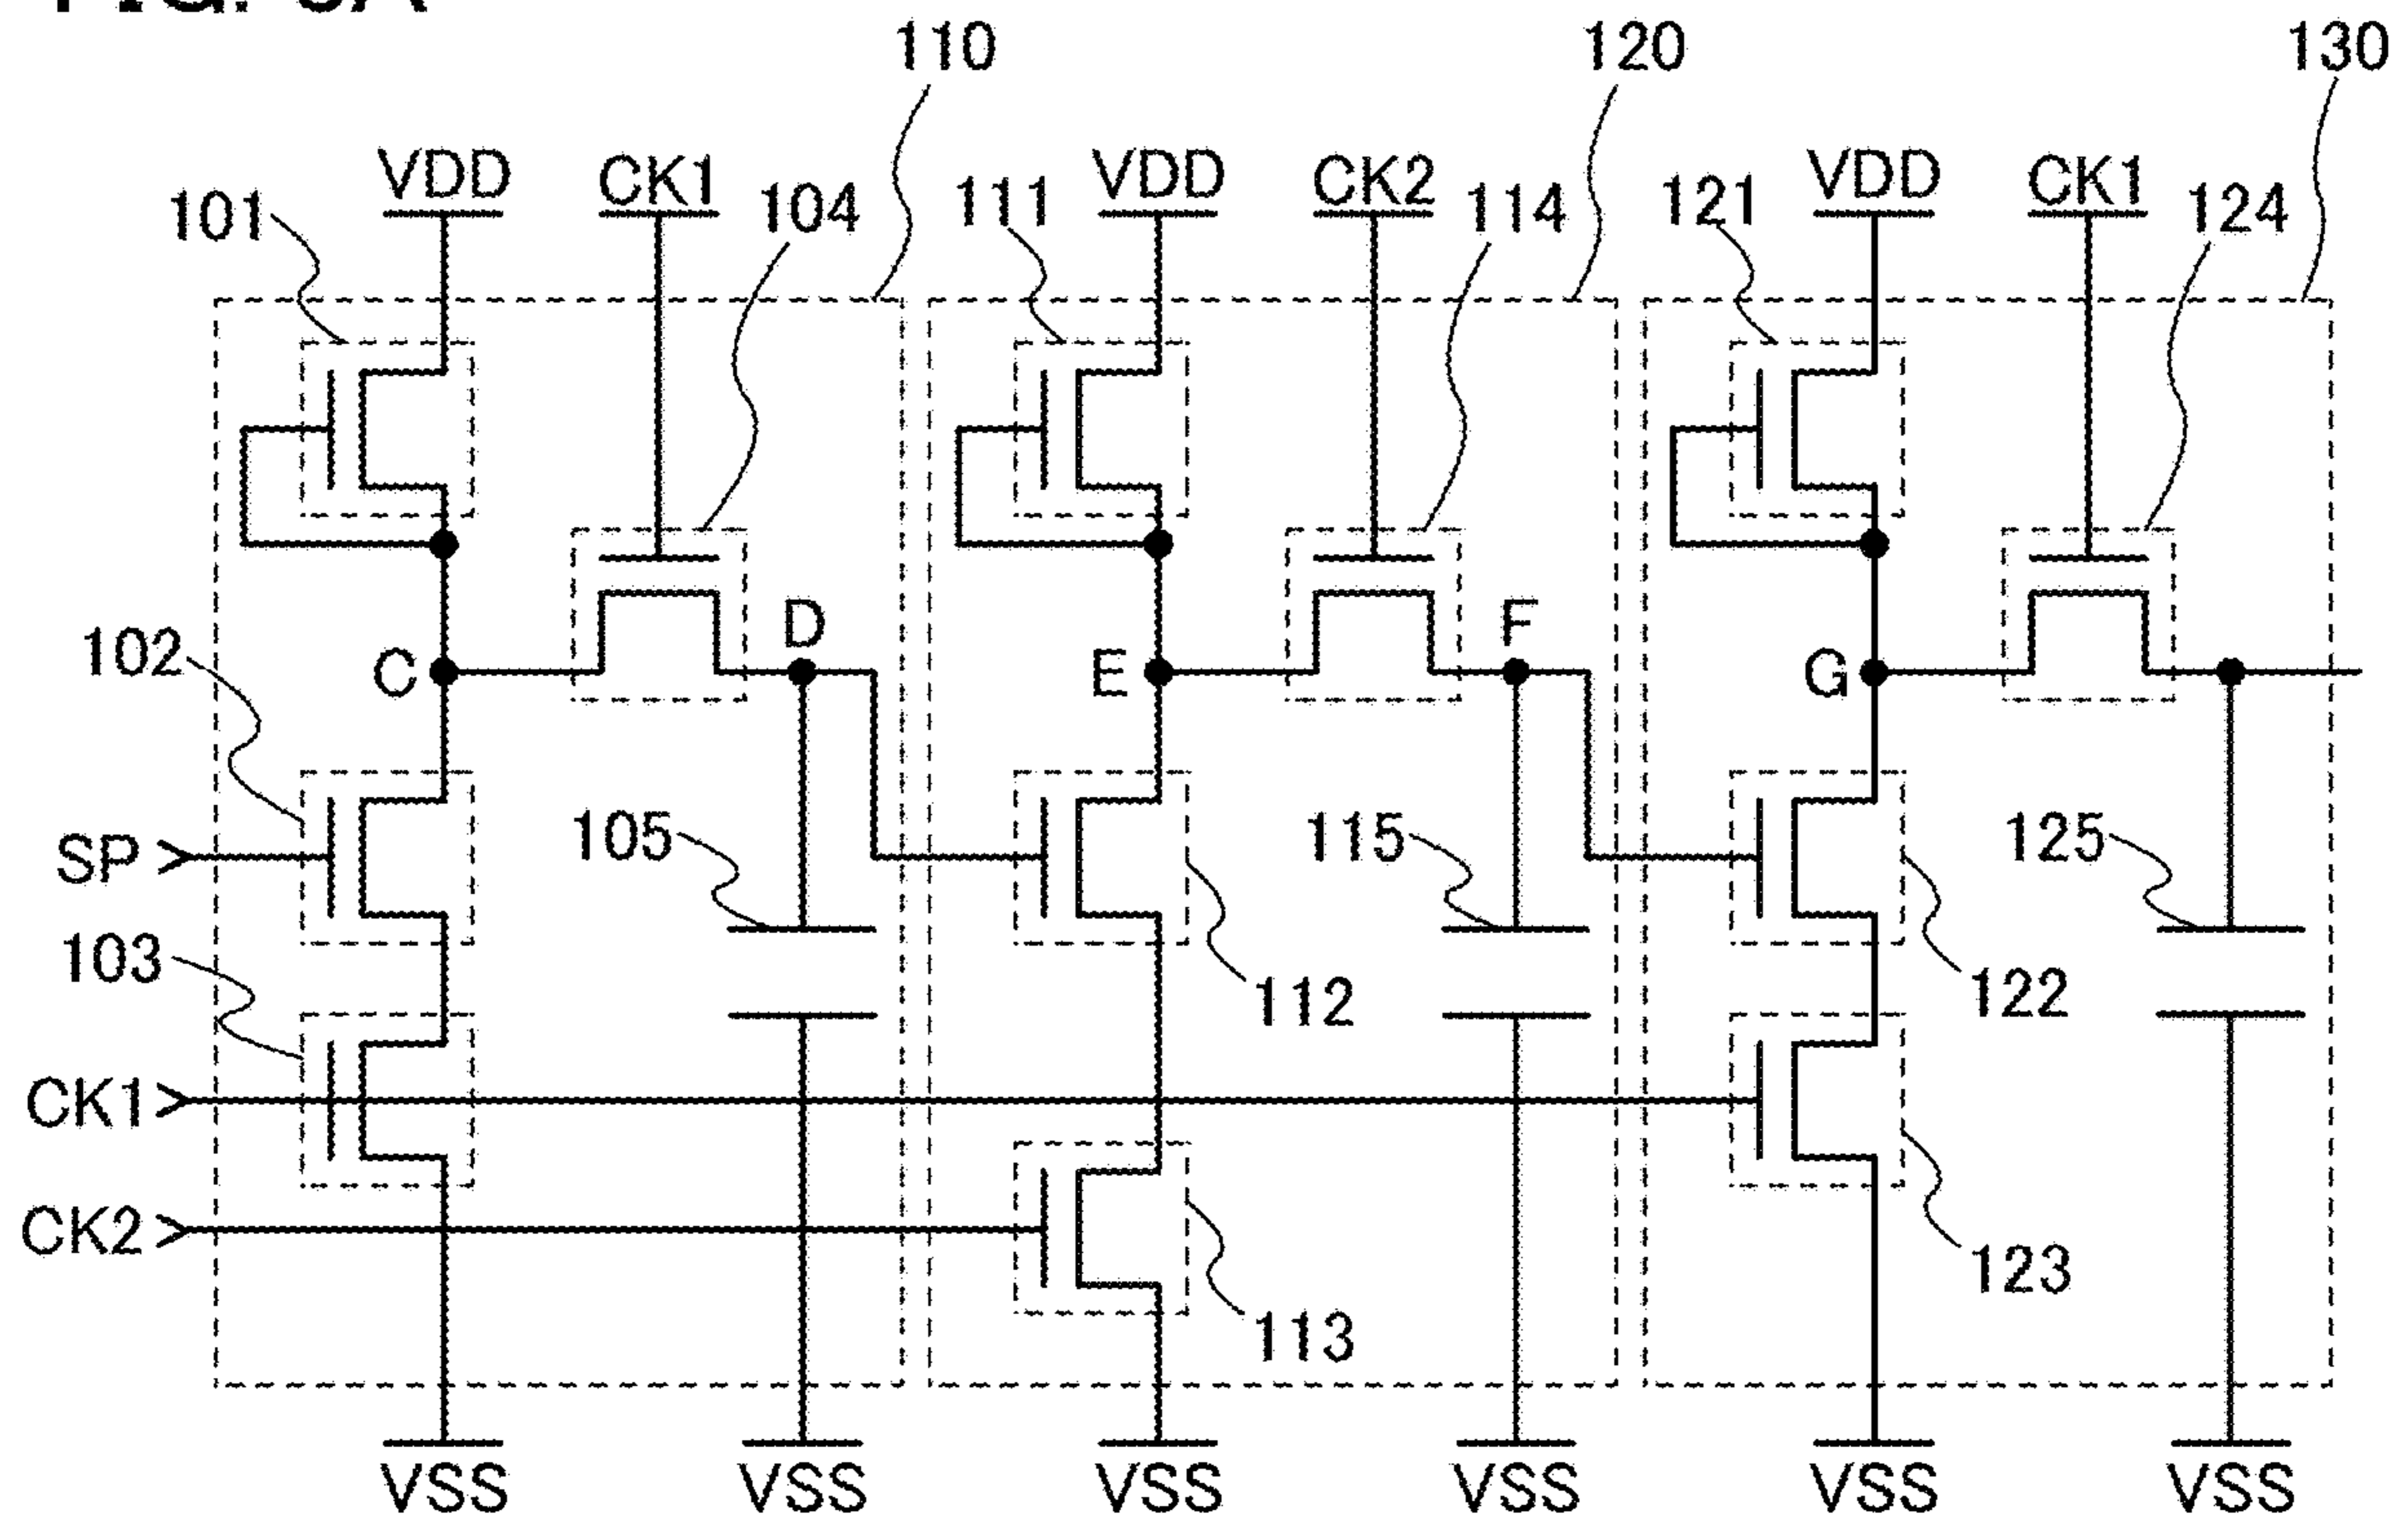 110 120 130
VDD CK1 VDD CK2 VDD CK1
101 104 111 114 121 124
D F
102 C E G
SP 105 115 125
103 112 122
CK1
CK2 123
113
VSS VSS VSS VSS VSS VSS